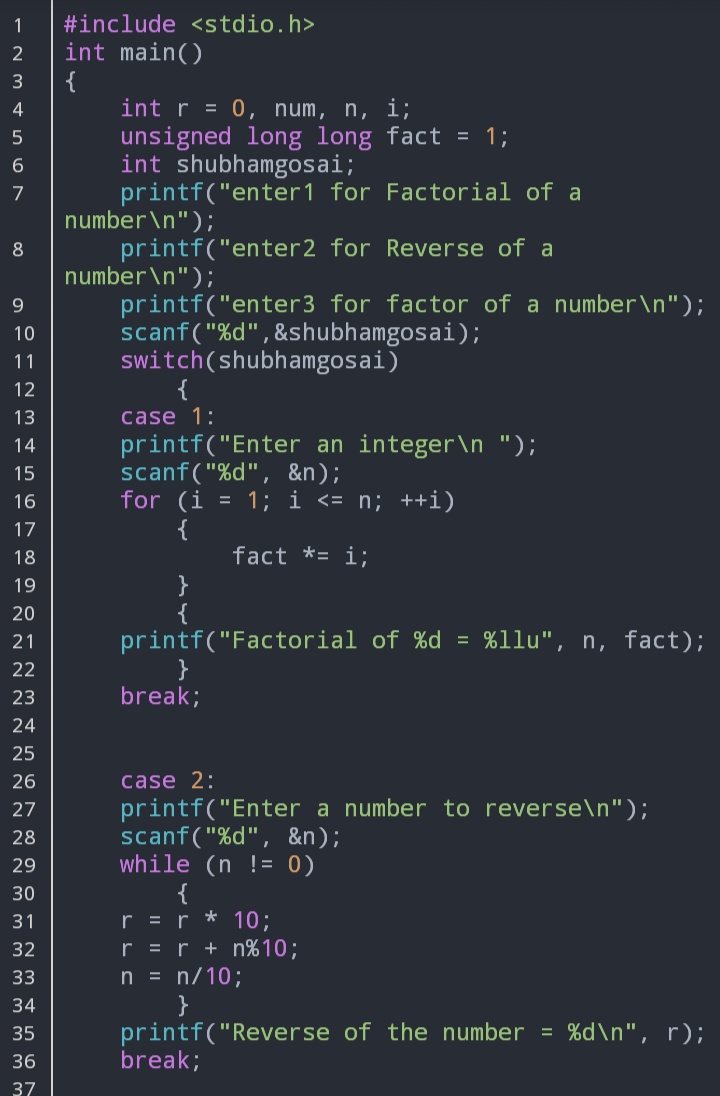 1 #include <stdio.h>
2 int main()
3 {
4 int r = 0, num, n, i;
5 unsigned long long fact = 1;
6 int shubhamgosai;
7 printf("enter1 for Factorial of a
number\n");
8 printf("enter2 for Reverse of a
number\n");
9 printf("enter3 for factor of a number\n");
10 scanf("%d",&shubhamgosai);
11 switch(shubhamgosai)
12 {
13 case 1:
14 printf("Enter an integer\n ");
15 scanf("%d", &n);
16 for (i = 1; i <= n; ++i)
17 {
18 fact *= i;
19 }
20 {
21 printf("Factorial of %d = %llu", n, fact);
22 }
23 break;
24
25
26 case 2:
27 printf("Enter a number to reverse\n");
28 scanf("%d", &n);
29 while (n != 0)
30 {
31 r = r * 10;
32 r = r + n%10;
33 n = n/10;
34 }
35 printf("Reverse of the number = %d\n", r);
36 break;
37